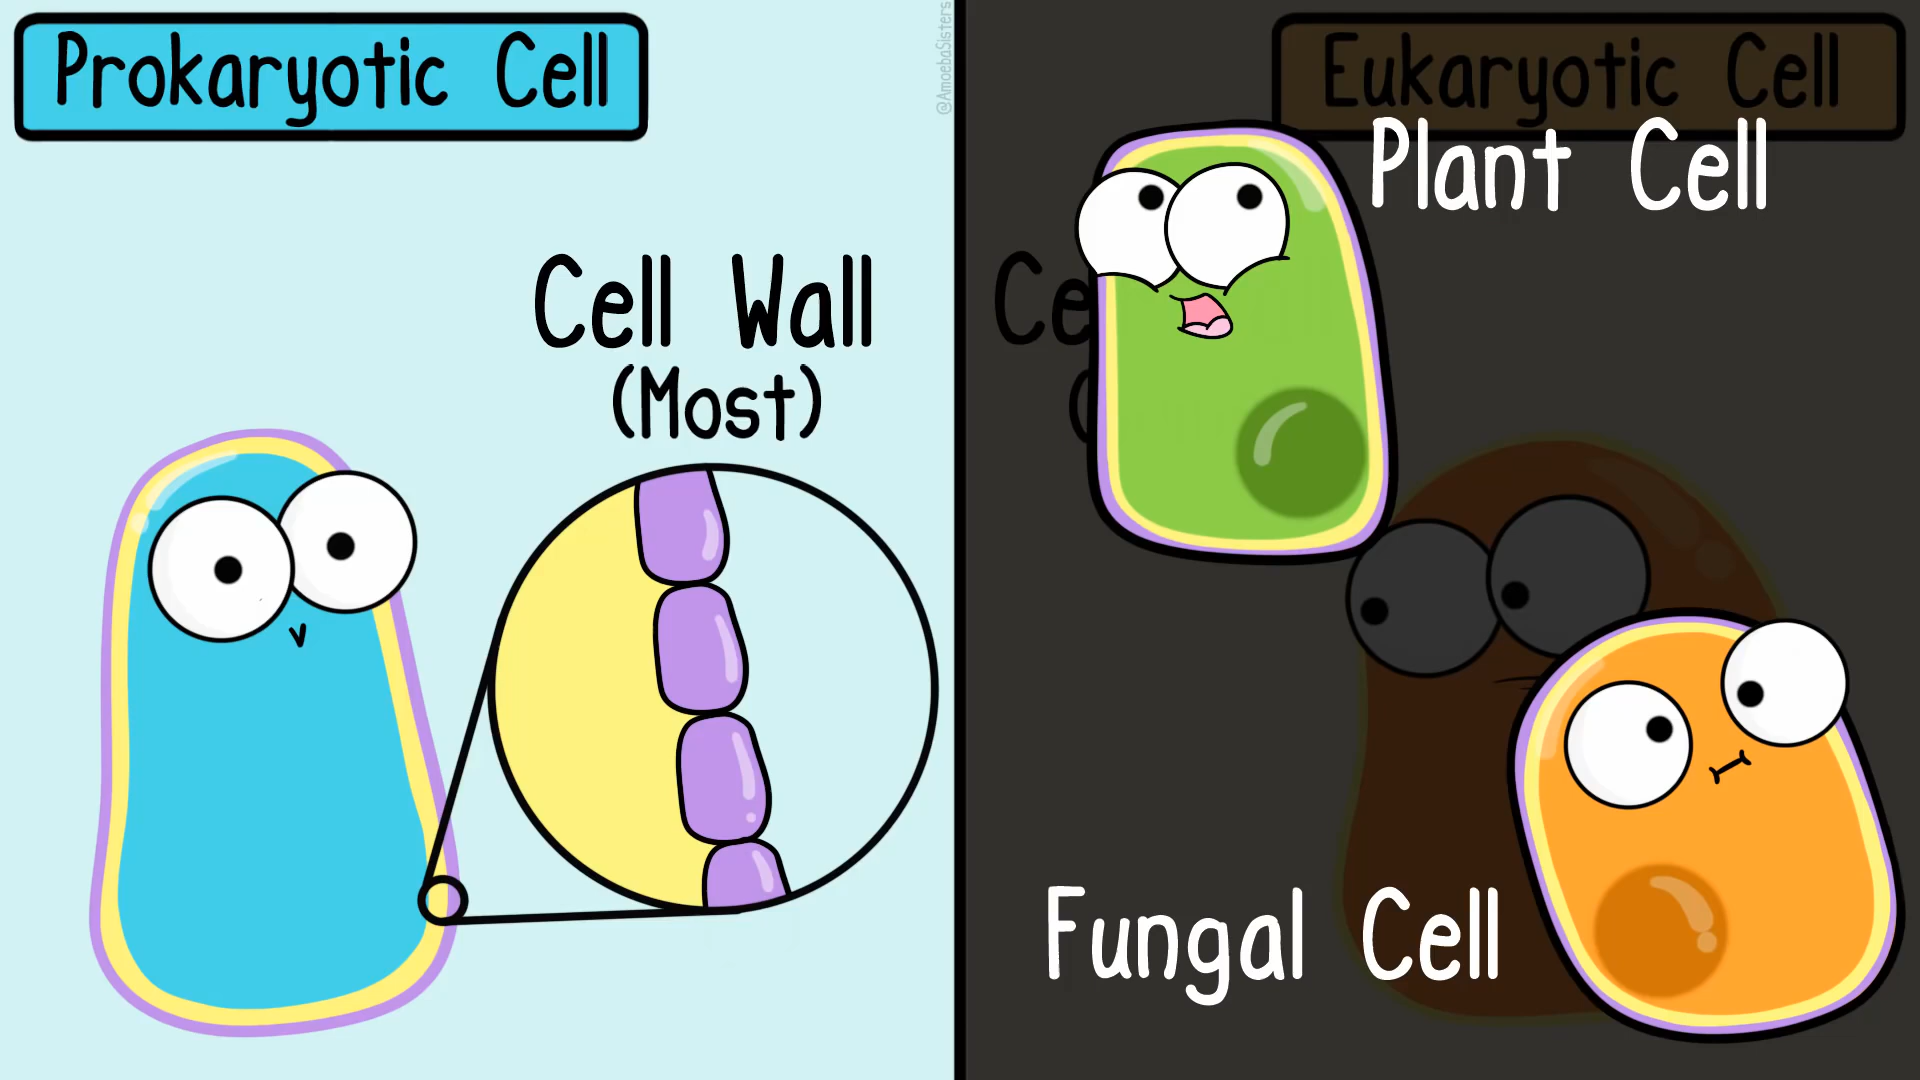 Prokaryotic Cell
@AmoebaSisters
Cell Wall
(Most)
Eukaryotic Cell
Plant Cell
Fungal Cell